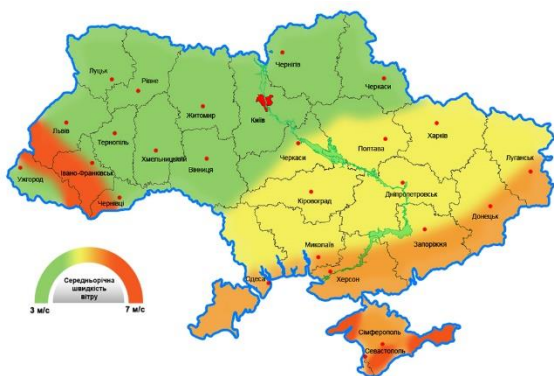 Чернігів
Луцьк
Рівне
Черкаси
Житомир
Київ
Львів
Харків
Тернопіль
Полтава
Черкаси
Хмельницький
Луганськ
Івано-Франківськ
Вінниця
Ужгород
Дніпропетровськ
Кіровоград
Чернівці
Донецьк
Запоріжжя
Миколаїв
Середньорічна
швидкість
вітру
Одеса
Херсон
3 м/с
7 м/с
Сімферополь
Севастополь